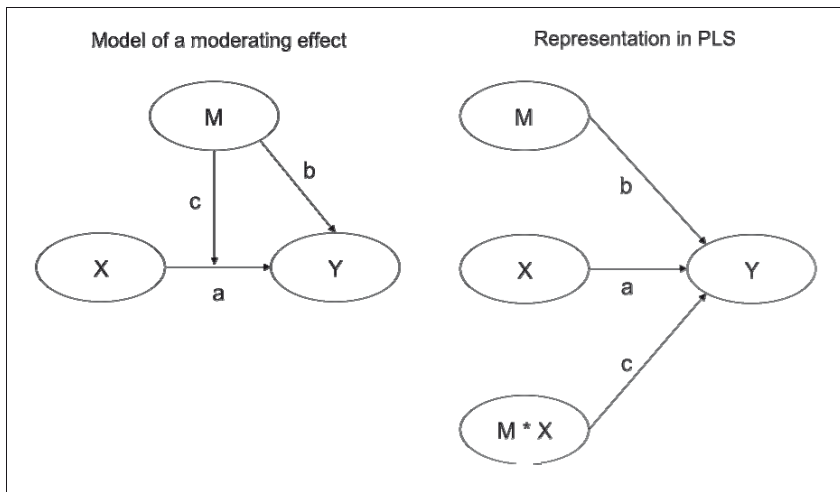 Model of a moderating effect
M
c
b
X
a
Y
Representation in PLS
M
b
X
a
Y
c
M * X